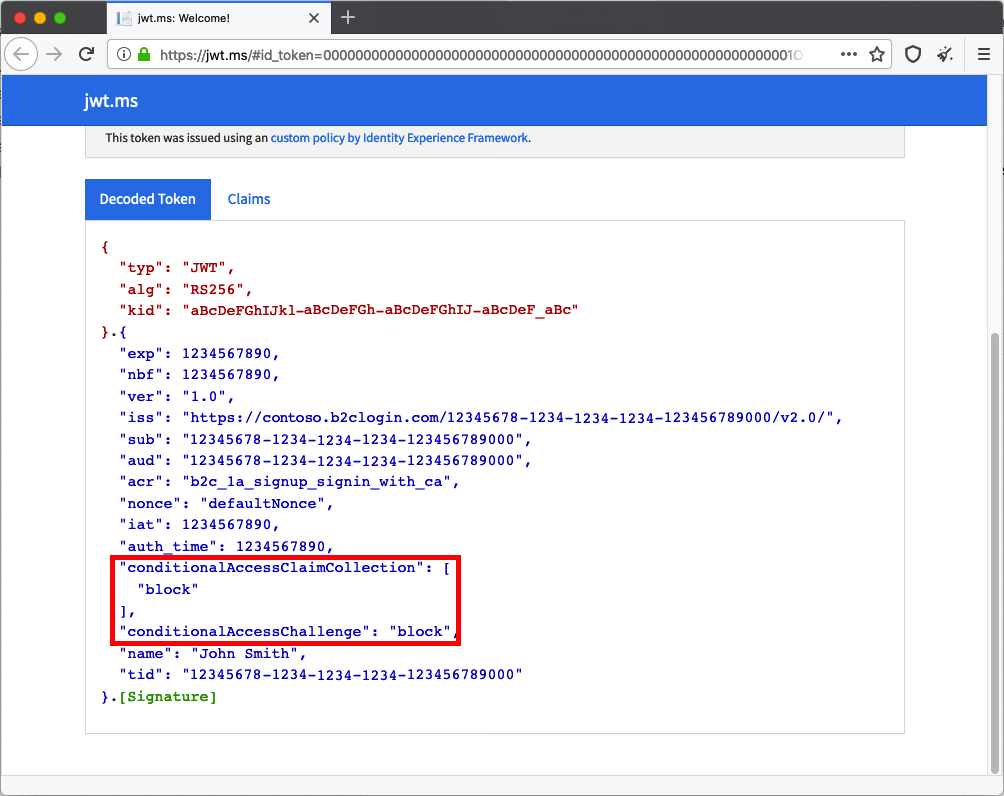 jwt.ms: Welcome!
https://jwt.ms/#id_token=
jwt.ms
This token was issued using an custom policy by Identity Experience Framework.
Decoded Token Claims
{
"typ": "JWT",
"alg": "RS256",
"kid": "aBcDeFGhIJkl-aBcDeFGh-aBcDeFGhIJ-aBcDeF_aBc"
}.{
"exp": 1234567890,
"nbf": 1234567890,
"ver": "1.0",
"iss": "https://contoso.b2clogin.com/12345678-1234-1234-1234-123456789000/v2.0/",
"sub": "12345678-1234-1234-1234-123456789000",
"aud": "12345678-1234-1234-1234-123456789000",
"acr": "b2c_1a_signup_signin_with_ca",
"nonce": "defaultNonce",
"iat": 1234567890,
"auth_time": 1234567890,
"conditionalAccessClaimCollection": [
"block"
],
"conditionalAccessChallenge": "block",
"name": "John Smith",
"tid": "12345678-1234-1234-1234-123456789000"
}.[Signature]